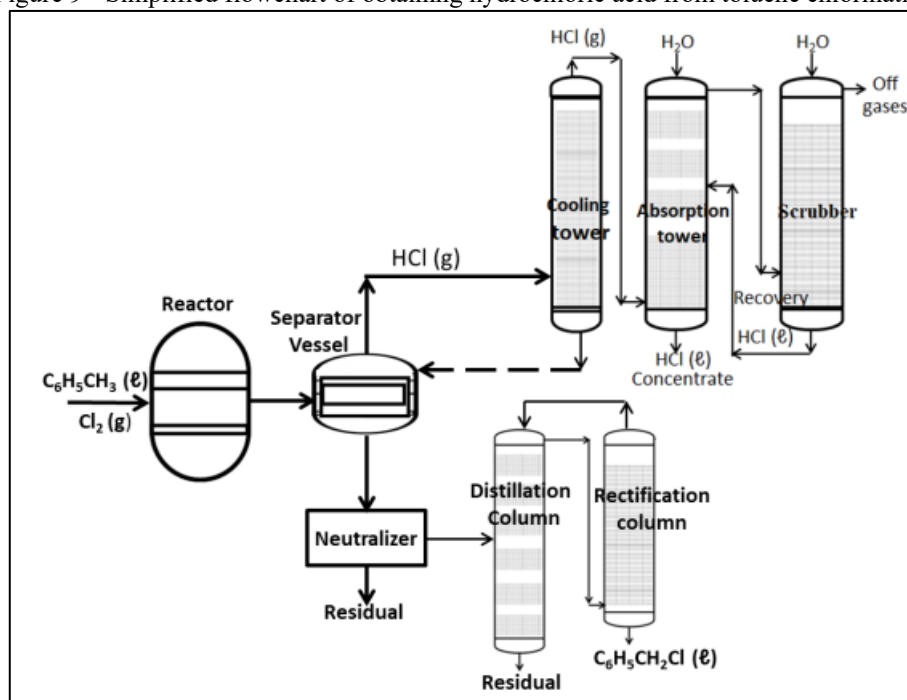 Figure 9 – Simplified flowchart of obtaining hydrochloric acid from toluene chlorination
HCl (g)
H₂O
H₂O
Off
gases
Cooling
tower
Absorption
tower
Scrubber
HCl (g)
Reactor
Separator
Vessel
Recovery
HCl (ℓ)
HCl (ℓ)
Concentrate
C₆H₅CH₃ (ℓ)
Cl₂ (g)
Distillation
Column
Rectification
column
Neutralizer
Residual
C₆H₅CH₂Cl (ℓ)
Residual